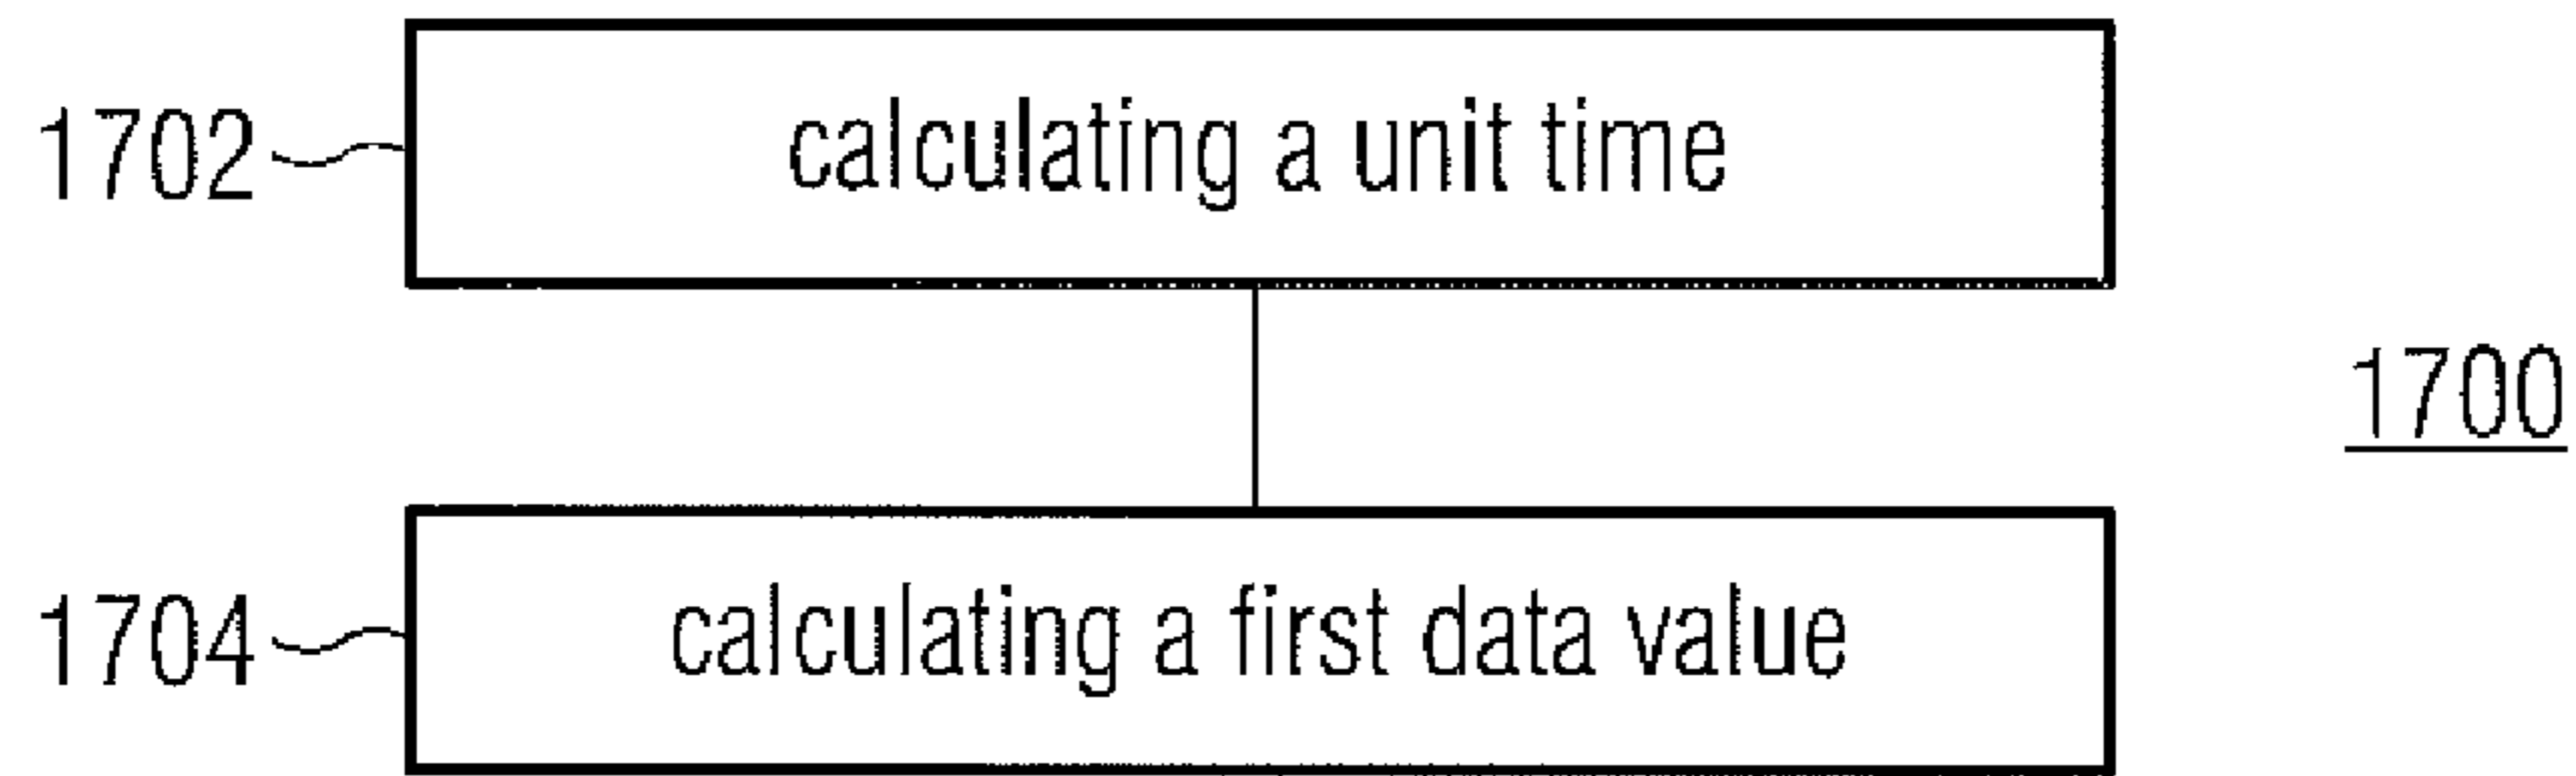 1702
calculating a unit time
1700
1704
calculating a first data value